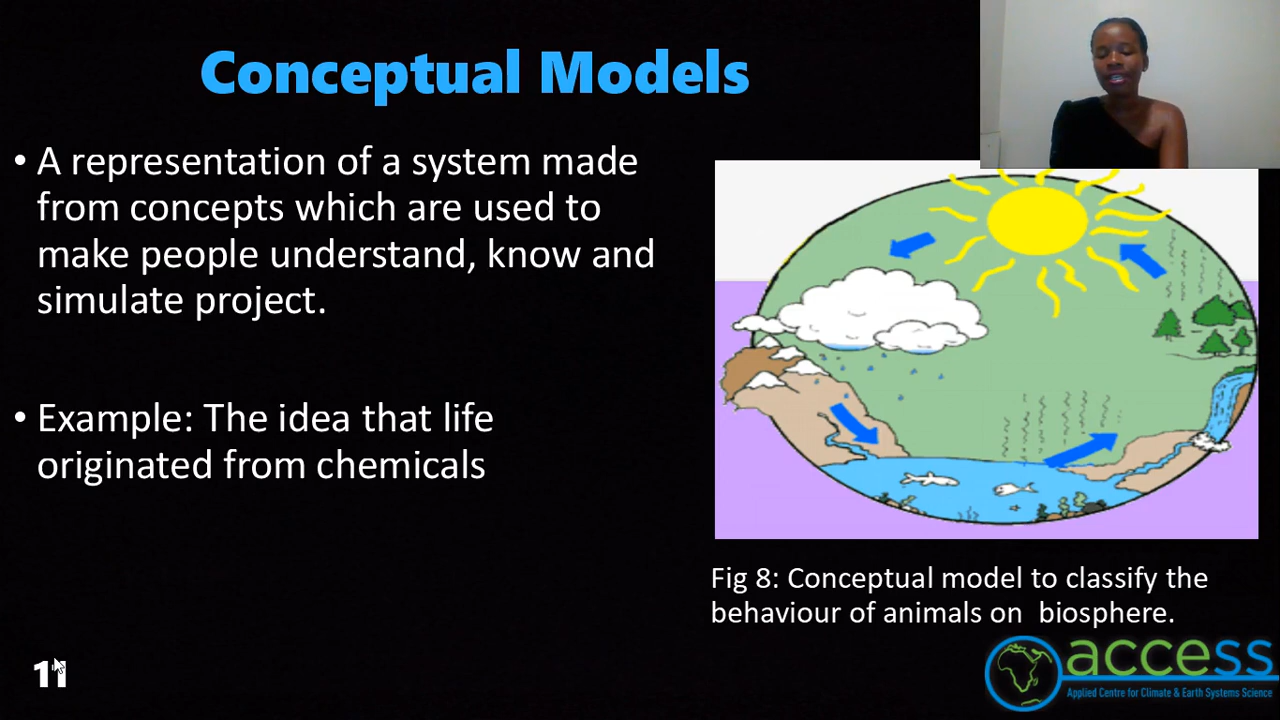 Conceptual Models
• A representation of a system made
from concepts which are used to
make people understand, know and
simulate project.
• Example: The idea that life
originated from chemicals
Fig 8: Conceptual model to classify the
behaviour of animals on biosphere.
11
access
Applied Centre for Climate & Earth Systems Science